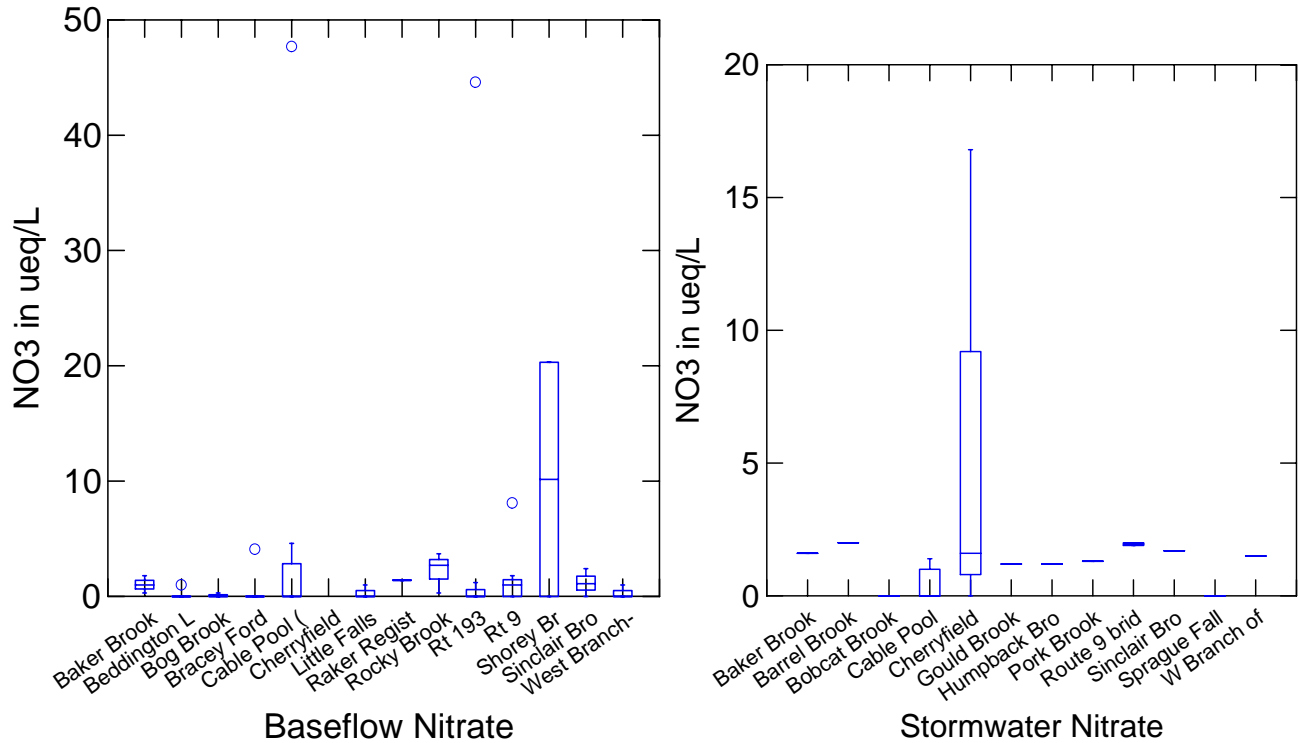 50
40
30
20
10
0
NO3 in ueq/L
Baker Brook
Beddington L
Bog Brook
Bracey Ford
Cable Pool (
Cherryfield
Little Falls
Raker Regist
Rocky Brook
Rt 193
Rt 9
Shorey Br
Sinclair Bro
West Branch-
Baseflow Nitrate
20
15
10
5
0
NO3 in ueq/L
Baker Brook
Barrel Brook
Bobcat Brook
Cable Pool
Cherryfield
Gould Brook
Humpback Bro
Pork Brook
Route 9 brid
Sinclair Bro
Sprague Fall
W Branch of
Stormwater Nitrate